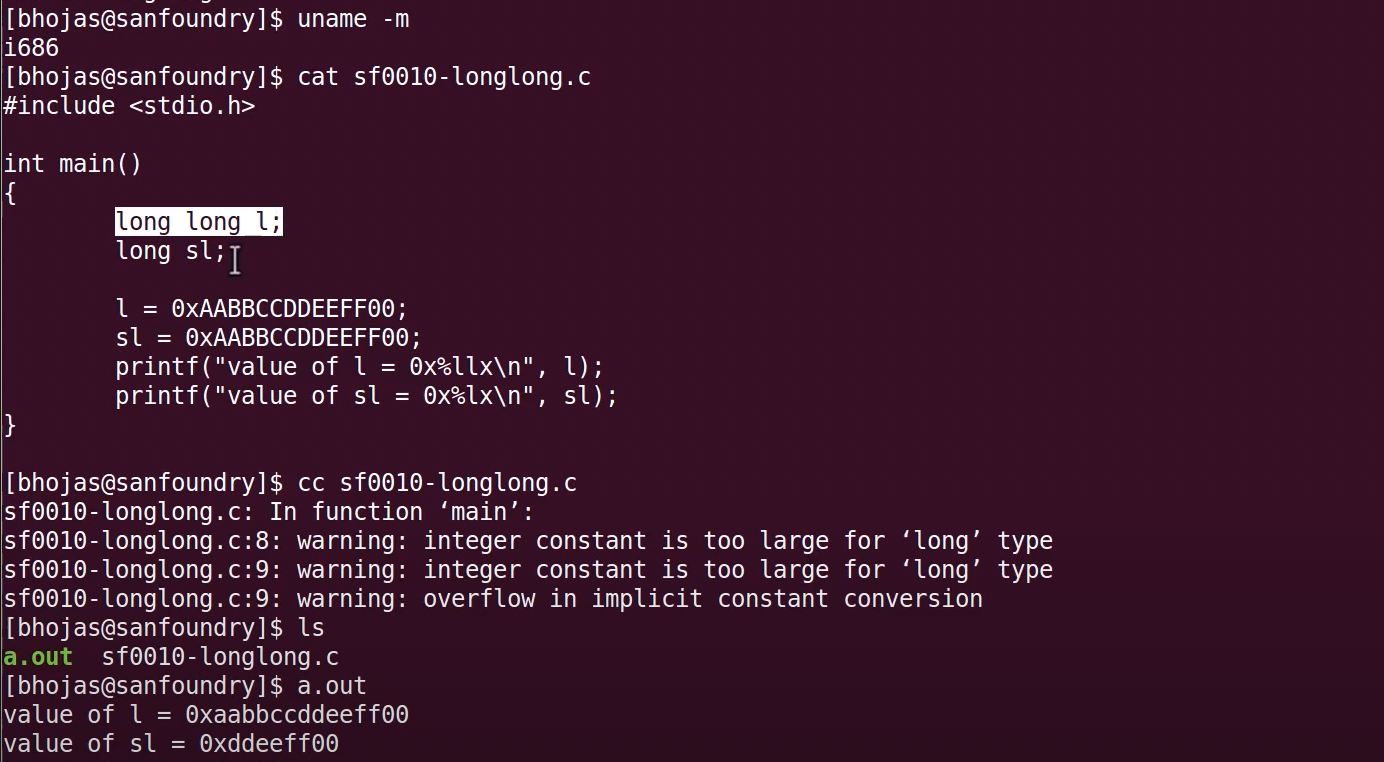 [bhojas@sanfoundry]$ uname -m
i686
[bhojas@sanfoundry]$ cat sf0010-longlong.c
#include <stdio.h>
int main()
{
long long l;
long sl;
l = 0xAABBCCDDEEFF00;
sl = 0xAABBCCDDEEFF00;
printf("value of l = 0x%llx\n", l);
printf("value of sl = 0x%lx\n", sl);
}
[bhojas@sanfoundry]$ cc sf0010-longlong.c
sf0010-longlong.c: In function ‘main’:
sf0010-longlong.c:8: warning: integer constant is too large for ‘long’ type
sf0010-longlong.c:9: warning: integer constant is too large for ‘long’ type
sf0010-longlong.c:9: warning: overflow in implicit constant conversion
[bhojas@sanfoundry]$ ls
a.out  sf0010-longlong.c
[bhojas@sanfoundry]$ a.out
value of l = 0xaabbccddeeff00
value of sl = 0xddeeff00